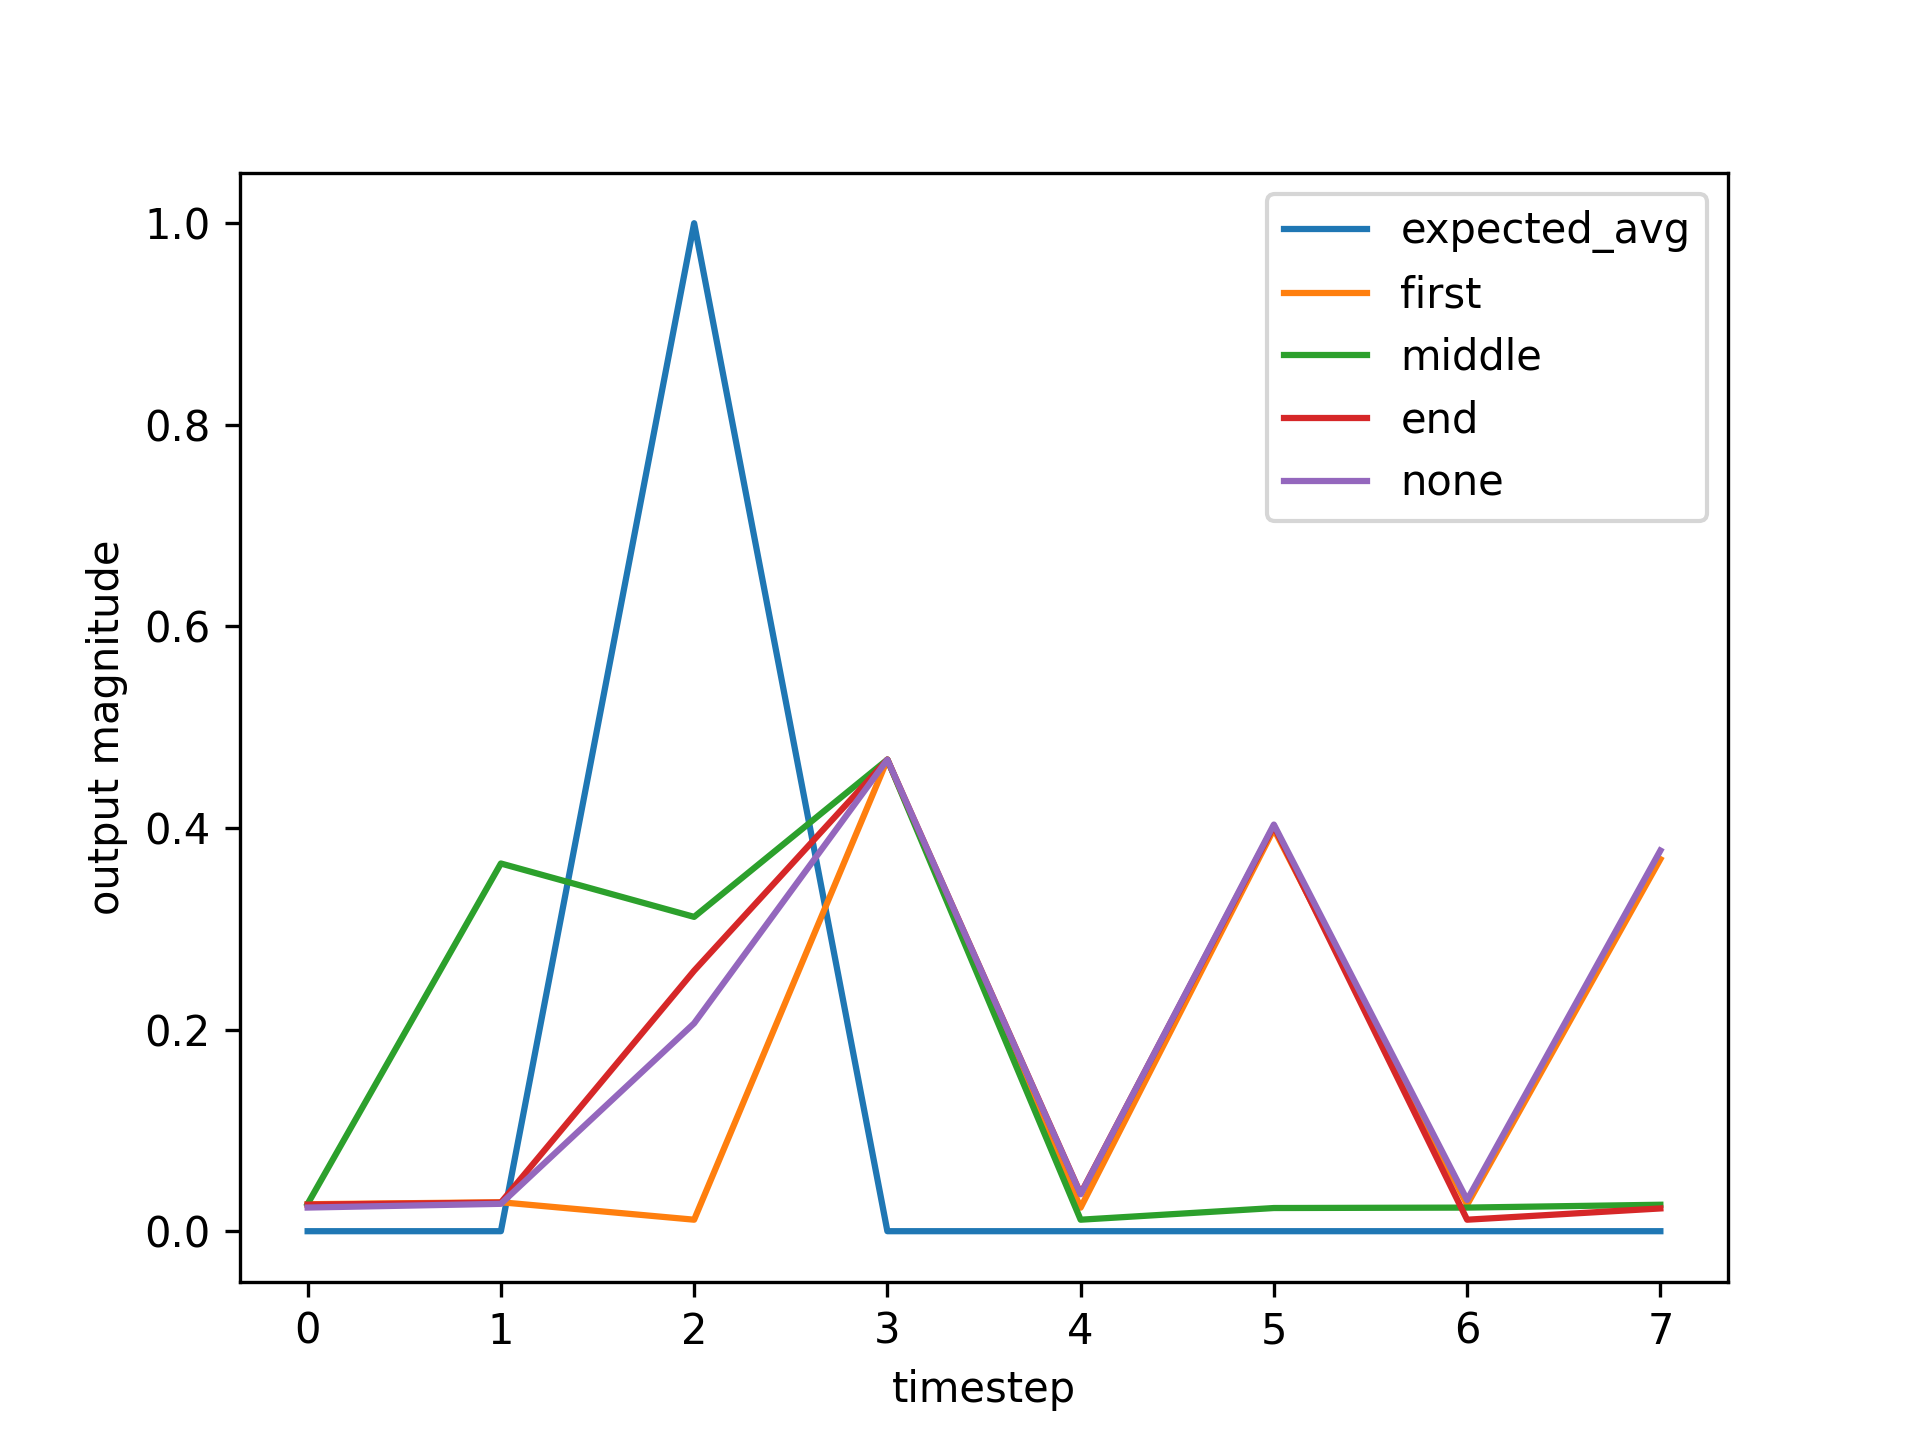 expected_avg
first
middle
end
none
output magnitude
1.0
0.8
0.6
0.4
0.2
0.0
0 1 2 3 4 5 6 7
timestep